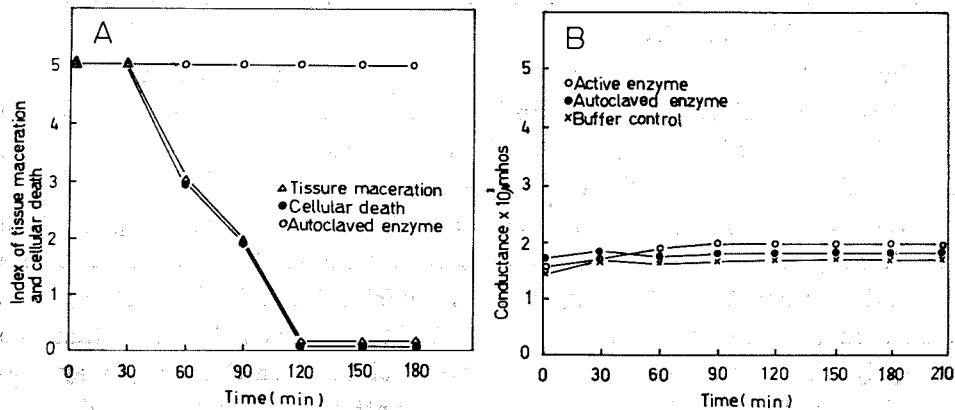 A
5
4
3
2
1
0
Index of tissue maceration
and cellular death
△ Tissure maceration
● Cellular death
○ Autoclaved enzyme
0 30 60 90 120 150 180
Time( min )
B
5
4
3
2
1
0
Conductance × 10³ mhos
○ Active enzyme
● Autoclaved enzyme
× Buffer control
0 30 60 90 120 150 180 210
Time( min )